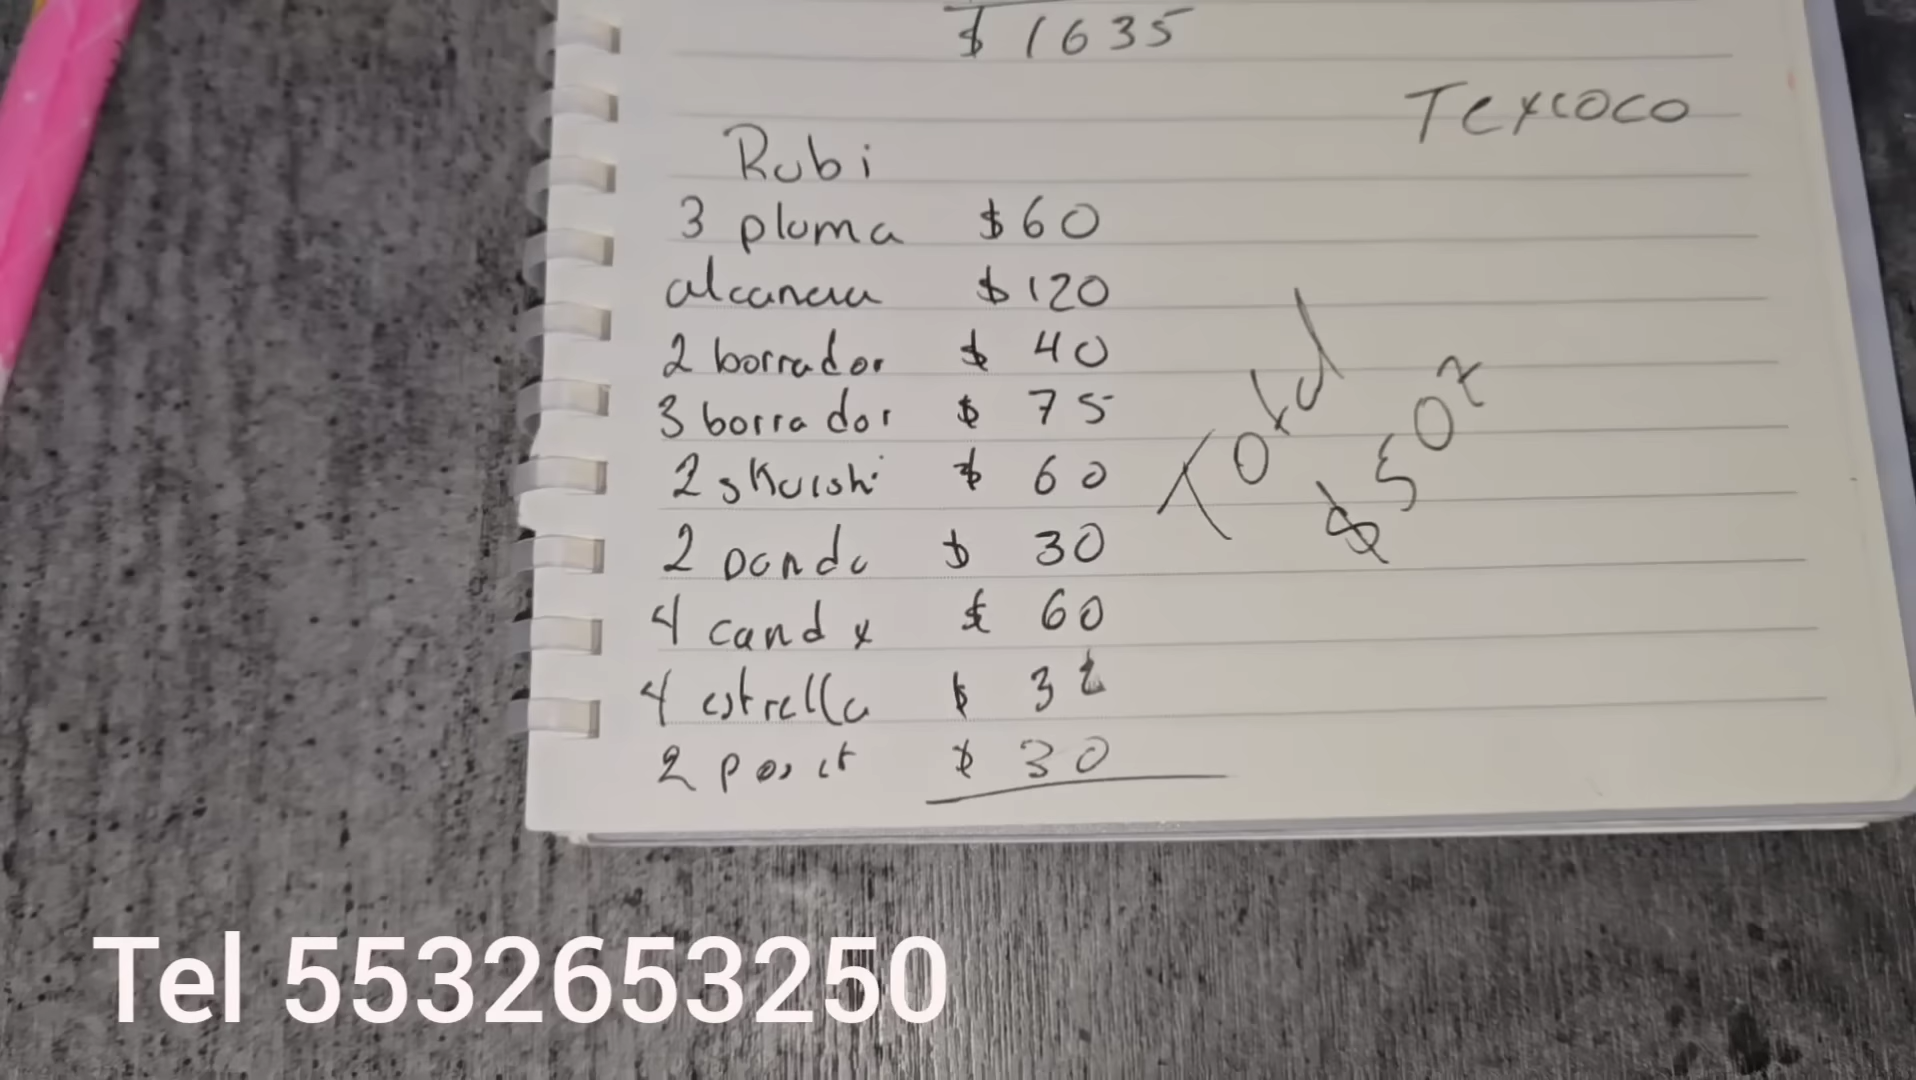 $ 1635
Texcoco
Rubi
3 pluma $ 60
alcancia $ 120
2 borrador $ 40
3 borrador $ 75
2 skuishi $ 60
2 panda $ 30
4 candy $ 60
4 estrella $ 32
2 posit $ 30
Total
$ 507
Tel 5532653250